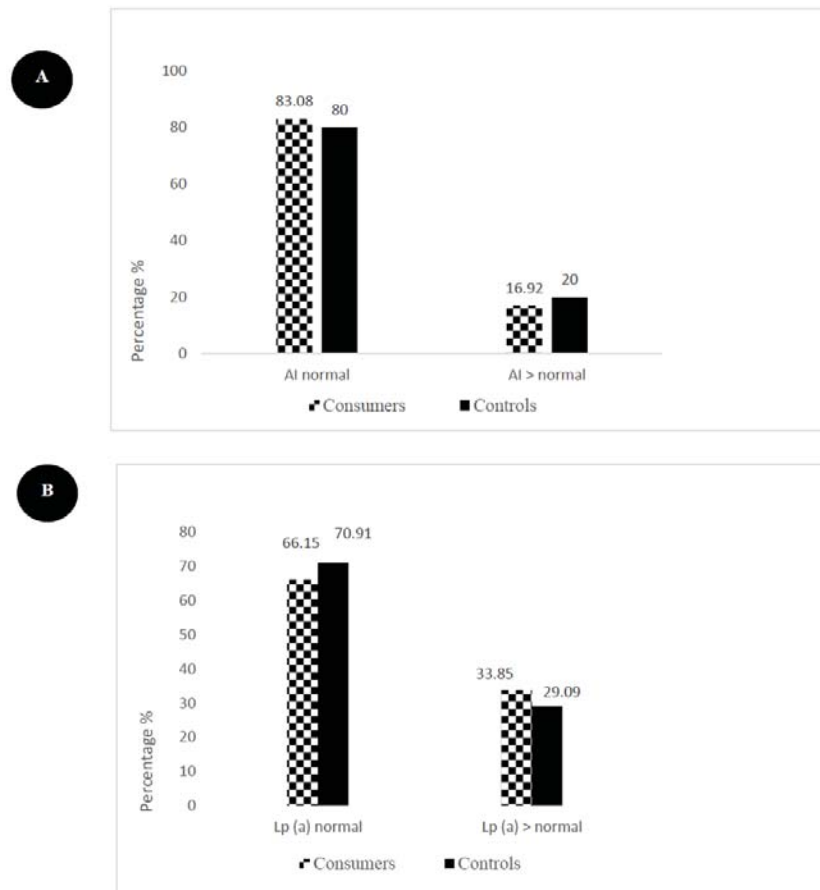 A
100
80
60
40
20
0
Percentage %
83.08
80
16.92
20
AI normal
AI > normal
Consumers Controls
B
80
70
60
50
40
30
20
10
0
Percentage %
66.15
70.91
33.85
29.09
Lp (a) normal
Lp (a) > normal
Consumers Controls